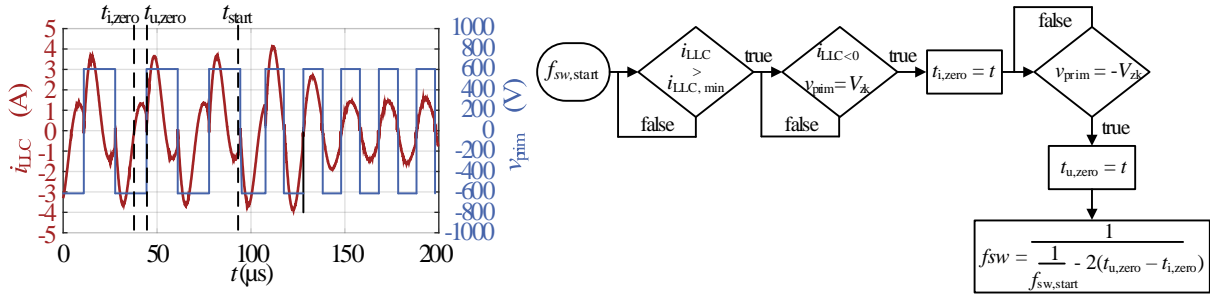 t_i,zero t_u,zero t_start
5
4
3
2
1
0
-1
-2
-3
-4
-5
i_LLC (A)
1000
800
600
400
200
0
-200
-400
-600
-800
-1000
v_prim (V)
0 50 100 150 200
t(µs)
f_sw,start
i_LLC
>
i_LLC, min
true
false
i_LLC<0
v_prim = V_zk
true
false
t_i,zero = t
false
v_prim = -V_zk
true
t_u,zero = t
fsw = 1 / (1/f_sw,start - 2(t_u,zero – t_i,zero))